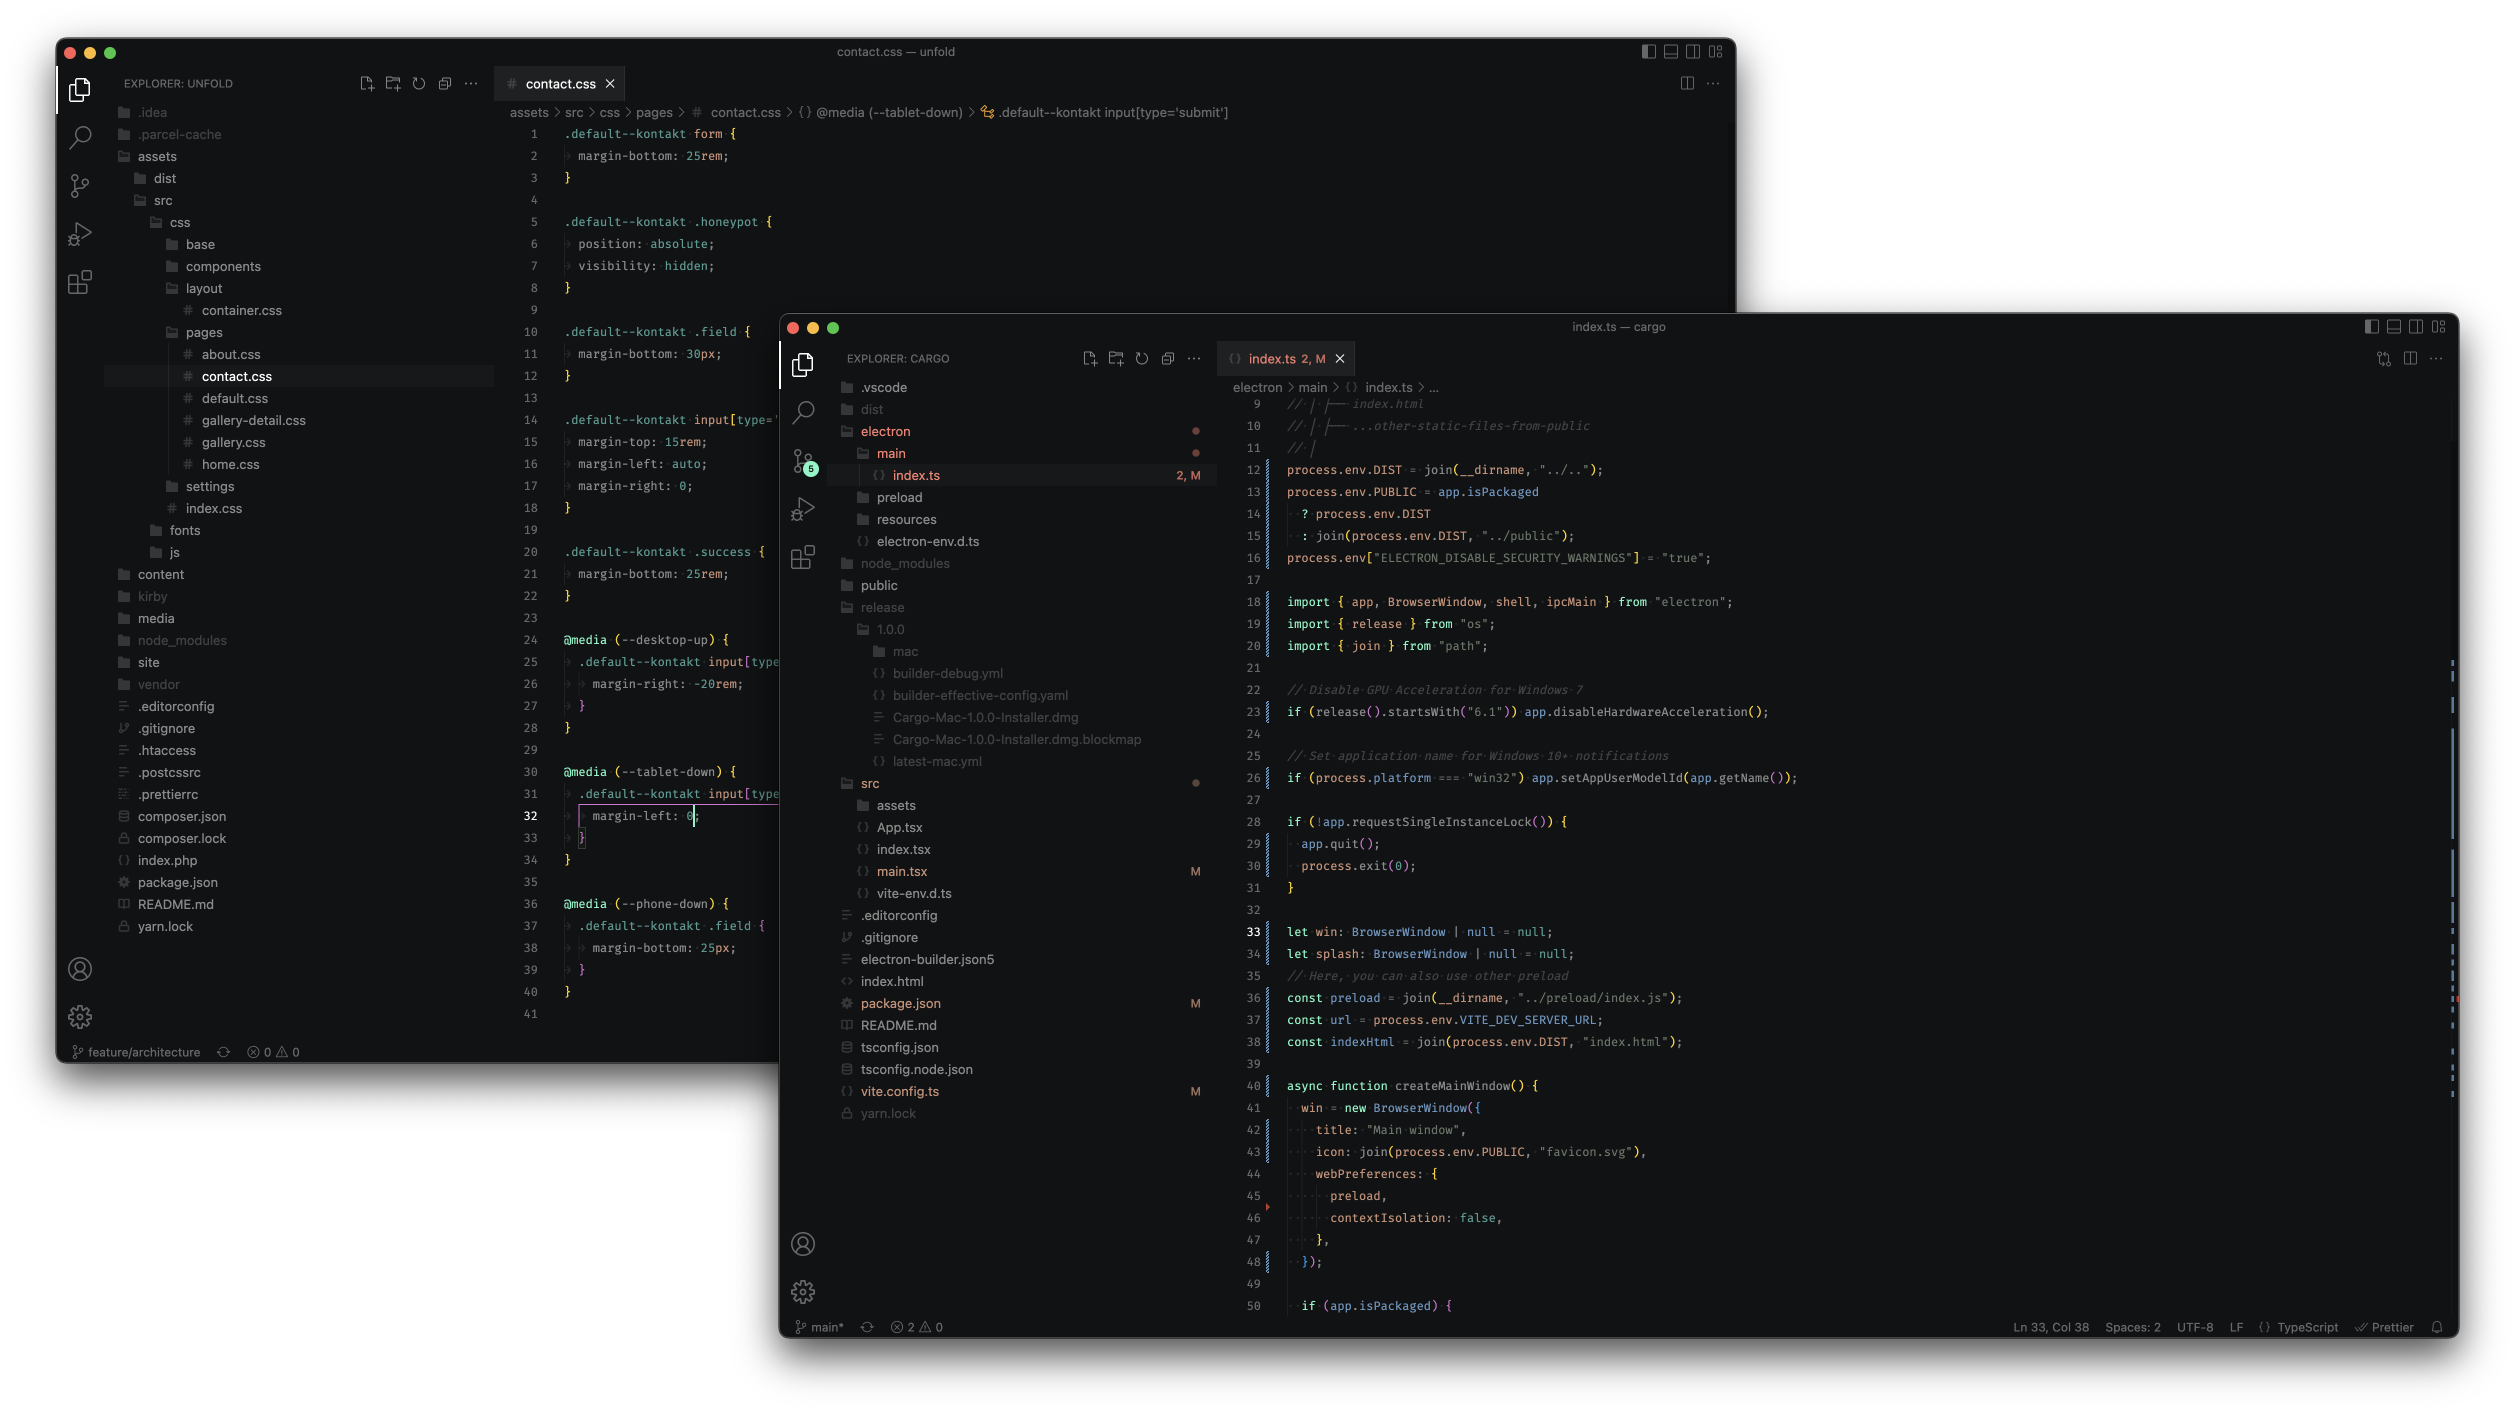 contact.css — unfold
EXPLORER: UNFOLD
.idea
.parcel-cache
assets
dist
src
css
base
components
layout
# container.css
pages
# about.css
# contact.css
# default.css
# gallery-detail.css
# gallery.css
# home.css
settings
# index.css
fonts
js
content
kirby
media
node_modules
site
vendor
.editorconfig
.gitignore
.htaccess
.postcssrc
.prettierrc
composer.json
composer.lock
{} index.php
package.json
README.md
yarn.lock
feature/architecture 0 0
# contact.css
assets > src > css > pages > # contact.css > {} @media (--tablet-down) > .default--kontakt input[type='submit']
1 .default--kontakt form {
2 margin-bottom: 25rem;
3 }
4
5 .default--kontakt .honeypot {
6 position: absolute;
7 visibility: hidden;
8 }
9
10 .default--kontakt .field {
11 margin-bottom: 30px;
12 }
13
14 .default--kontakt input[type='
15 margin-top: 15rem;
16 margin-left: auto;
17 margin-right: 0;
18 }
19
20 .default--kontakt .success {
21 margin-bottom: 25rem;
22 }
23
24 @media (--desktop-up) {
25 .default--kontakt input[type
26 margin-right: -20rem;
27 }
28 }
29
30 @media (--tablet-down) {
31 .default--kontakt input[type
32 margin-left: 0;
33 }
34 }
35
36 @media (--phone-down) {
37 .default--kontakt .field {
38 margin-bottom: 25px;
39 }
40 }
41
index.ts — cargo
EXPLORER: CARGO
5
.vscode
dist
electron
main
{} index.ts 2, M
preload
resources
{} electron-env.d.ts
node_modules
public
release
1.0.0
mac
{} builder-debug.yml
{} builder-effective-config.yaml
Cargo-Mac-1.0.0-Installer.dmg
Cargo-Mac-1.0.0-Installer.dmg.blockmap
{} latest-mac.yml
src
assets
{} App.tsx
{} index.tsx
{} main.tsx M
{} vite-env.d.ts
.editorconfig
.gitignore
electron-builder.json5
<> index.html
package.json M
README.md
tsconfig.json
tsconfig.node.json
{} vite.config.ts M
yarn.lock
{} index.ts 2, M
electron > main > {} index.ts > ...
9 // │ ├── index.html
10 // │ ├── ...other-static-files-from-public
11 // │
12 process.env.DIST = join(__dirname, "../..");
13 process.env.PUBLIC = app.isPackaged
14 ? process.env.DIST
15 : join(process.env.DIST, "../public");
16 process.env["ELECTRON_DISABLE_SECURITY_WARNINGS"] = "true";
17
18 import { app, BrowserWindow, shell, ipcMain } from "electron";
19 import { release } from "os";
20 import { join } from "path";
21
22 // Disable GPU Acceleration for Windows 7
23 if (release().startsWith("6.1")) app.disableHardwareAcceleration();
24
25 // Set application name for Windows 10+ notifications
26 if (process.platform === "win32") app.setAppUserModelId(app.getName());
27
28 if (!app.requestSingleInstanceLock()) {
29 app.quit();
30 process.exit(0);
31 }
32
33 let win: BrowserWindow | null = null;
34 let splash: BrowserWindow | null = null;
35 // Here, you can also use other preload
36 const preload = join(__dirname, "../preload/index.js");
37 const url = process.env.VITE_DEV_SERVER_URL;
38 const indexHtml = join(process.env.DIST, "index.html");
39
40 async function createMainWindow() {
41 win = new BrowserWindow({
42 title: "Main window",
43 icon: join(process.env.PUBLIC, "favicon.svg"),
44 webPreferences: {
45 preload,
46 contextIsolation: false,
47 },
48 });
49
50 if (app.isPackaged) {
main* 2 0
Ln 33, Col 38 Spaces: 2 UTF-8 LF {} TypeScript Prettier